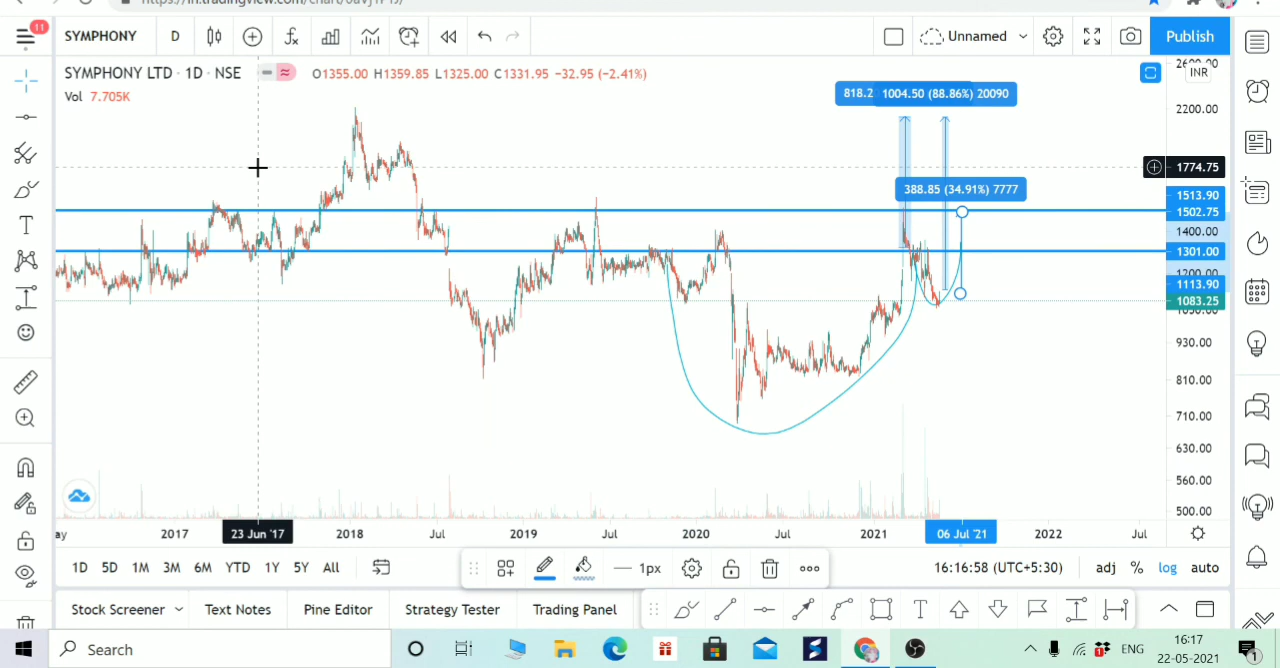 11
SYMPHONY D Unnamed Publish
SYMPHONY LTD · 1D · NSE O1355.00 H1359.85 L1325.00 C1331.95 −32.95 (−2.41%)
Vol 7.705K
INR
2200.00
1774.75
1513.90
1502.75
1400.00
1301.00
1200.00
1113.90
1083.25
930.00
810.00
710.00
630.00
560.00
500.00
818.2 1004.50 (88.86%) 20090
388.85 (34.91%) 7777
2017 23 Jun '17 2018 Jul 2019 Jul 2020 Jul 2021 06 Jul '21 2022 Jul
1D 5D 1M 3M 6M YTD 1Y 5Y All 1px 16:16:58 (UTC+5:30) adj % log auto
Stock Screener Text Notes Pine Editor Strategy Tester Trading Panel
Search ENG 16:17
22-05-2021
1